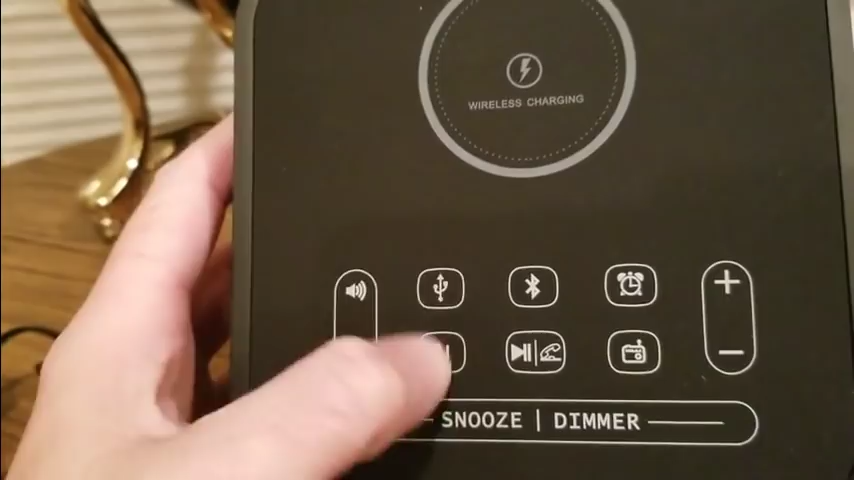 WIRELESS CHARGING
+
−
SNOOZE | DIMMER